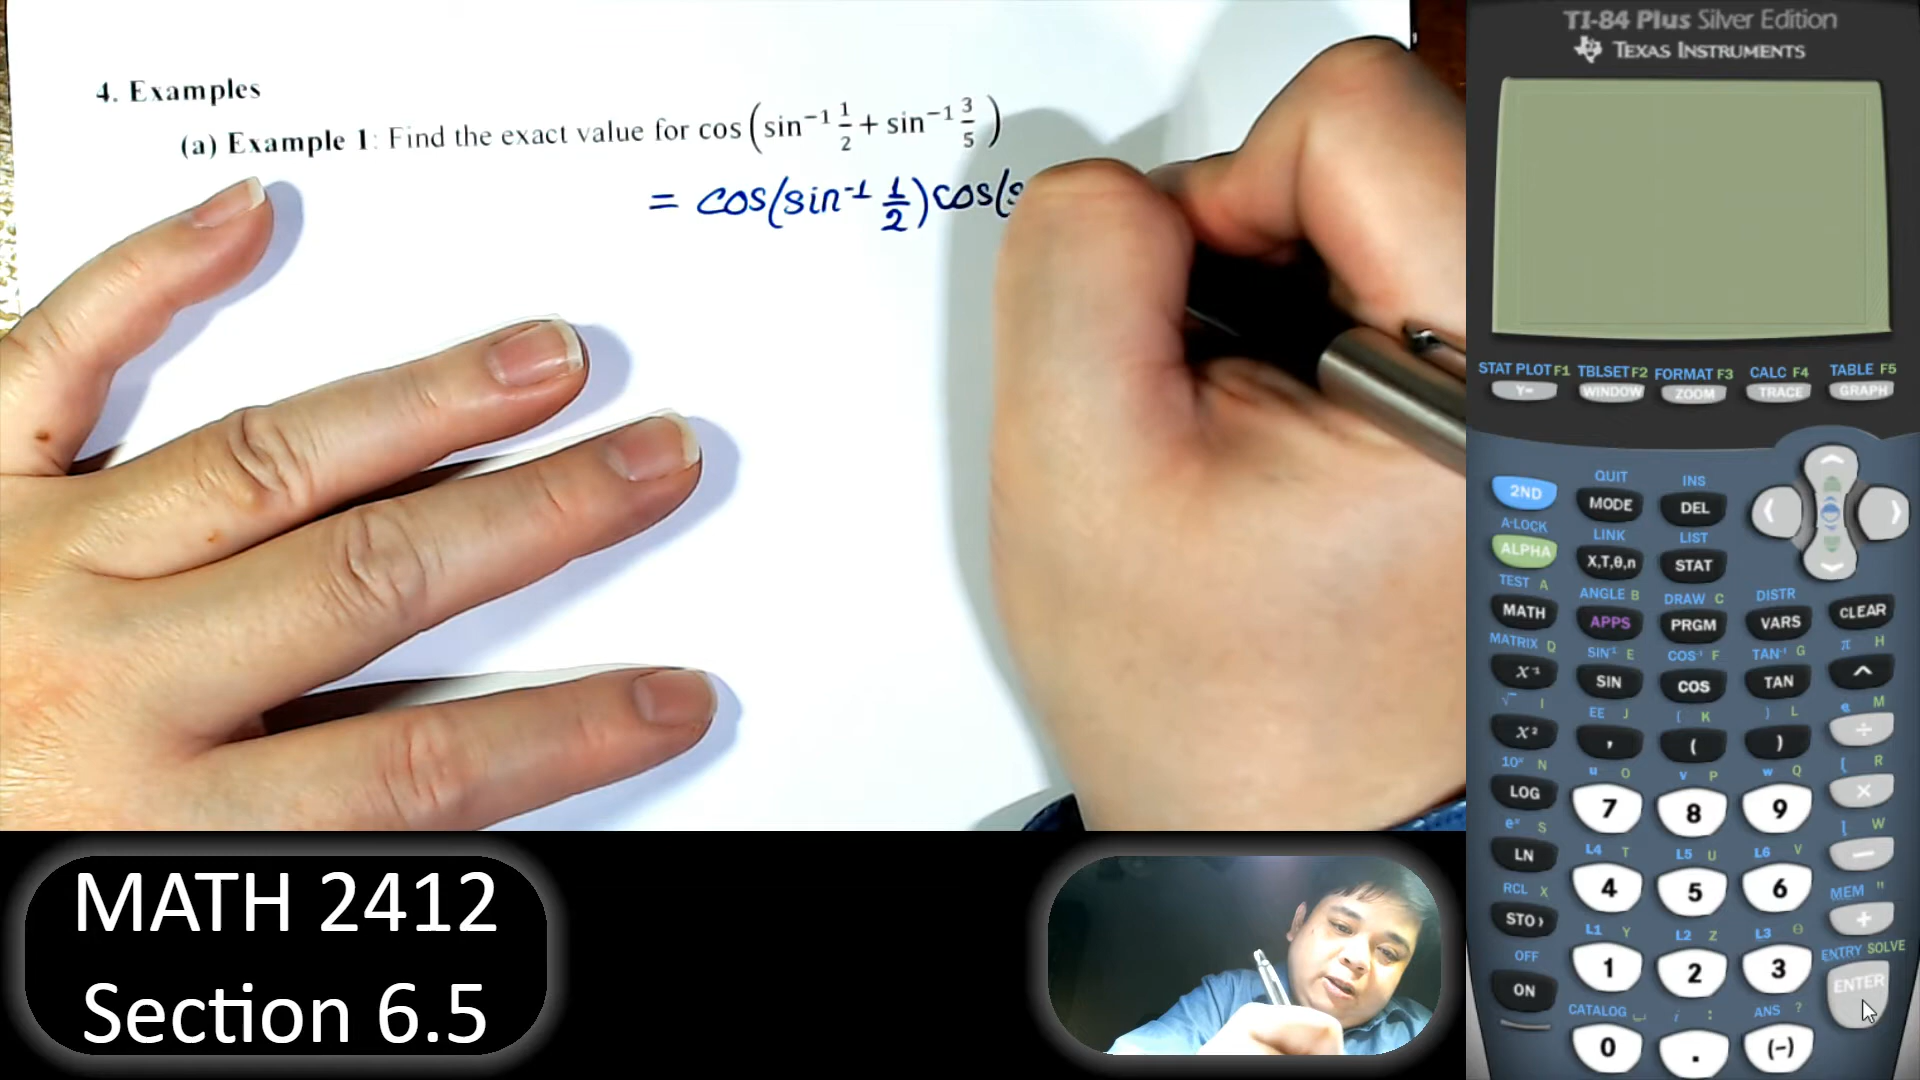 4. Examples
(a) Example 1: Find the exact value for cos (sin⁻¹ 1/2 + sin⁻¹ 3/5)
= cos(sin⁻¹ 1/2)cos(s
MATH 2412
Section 6.5
TI-84 Plus Silver Edition
TEXAS INSTRUMENTS
STAT PLOT F1 TBLSET F2 FORMAT F3 CALC F4 TABLE F5
Y= WINDOW ZOOM TRACE GRAPH
QUIT INS
2ND MODE DEL
A-LOCK LINK LIST
ALPHA X,T,θ,n STAT
TEST A ANGLE B DRAW C DISTR
MATH APPS PRGM VARS CLEAR
MATRIX D SIN⁻¹ E COS⁻¹ F TAN⁻¹ G π H
X⁻¹ SIN COS TAN ^
√ I EE J { K } L e M
X² , ( ) ÷
10ˣ N u O v P w Q [ R
LOG 7 8 9 ×
eˣ S L4 T L5 U L6 V ] W
LN 4 5 6 −
RCL X L1 Y L2 Z L3 θ MEM "
STO› 1 2 3 +
OFF CATALOG i : ANS ? ENTRY SOLVE
ON 0 . (-) ENTER